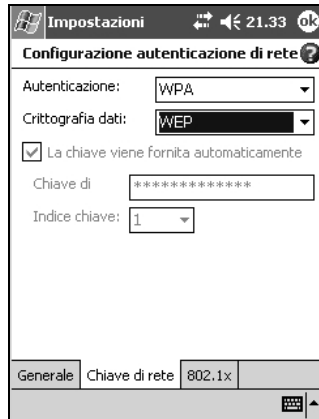 Impostazioni 21.33 ok
Configurazione autenticazione di rete ?
Autenticazione: WPA
Crittografia dati: WEP
La chiave viene fornita automaticamente
Chiave di *************
Indice chiave: 1
Generale Chiave di rete 802.1x